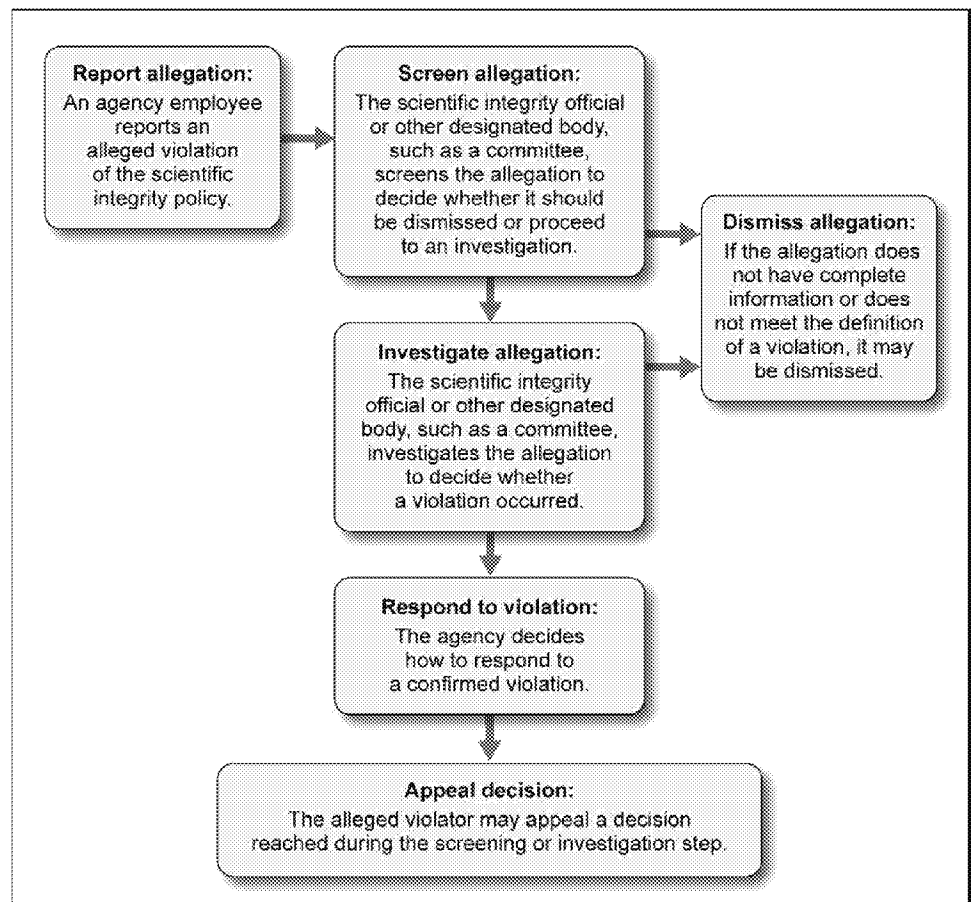 Report allegation:
An agency employee
reports an
alleged violation
of the scientific
integrity policy.
Screen allegation:
The scientific integrity official
or other designated body,
such as a committee,
screens the allegation to
decide whether it should
be dismissed or proceed
to an investigation.
Dismiss allegation:
If the allegation does
not have complete
information or does
not meet the definition
of a violation, it may
be dismissed.
Investigate allegation:
The scientific integrity
official or other designated
body, such as a committee,
investigates the allegation
to decide whether
a violation occurred.
Respond to violation:
The agency decides
how to respond to
a confirmed violation.
Appeal decision:
The alleged violator may appeal a decision
reached during the screening or investigation step.